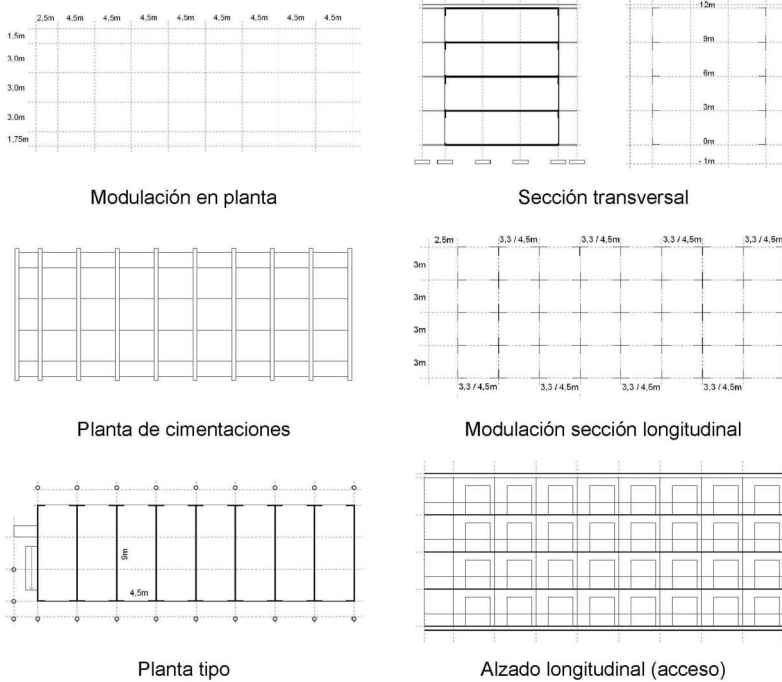 2,5m 4,5m 4,5m 4,5m 4,5m 4,5m 4,5m 4,5m 4,5m
1,5m
3.0m
3.0m
3.0m
1.75m
Modulación en planta
12m
9m
6m
3m
0m
- 1m
Sección transversal
Planta de cimentaciones
2,5m 3,3 / 4,5m 3,3 / 4,5m 3,3 / 4,5m 3,3 / 4,5m
3m
3m
3m
3m
3,3 / 4,5m 3,3 / 4,5m 3,3 / 4,5m 3,3 / 4,5m
Modulación sección longitudinal
9m
4,5m
Planta tipo
Alzado longitudinal (acceso)